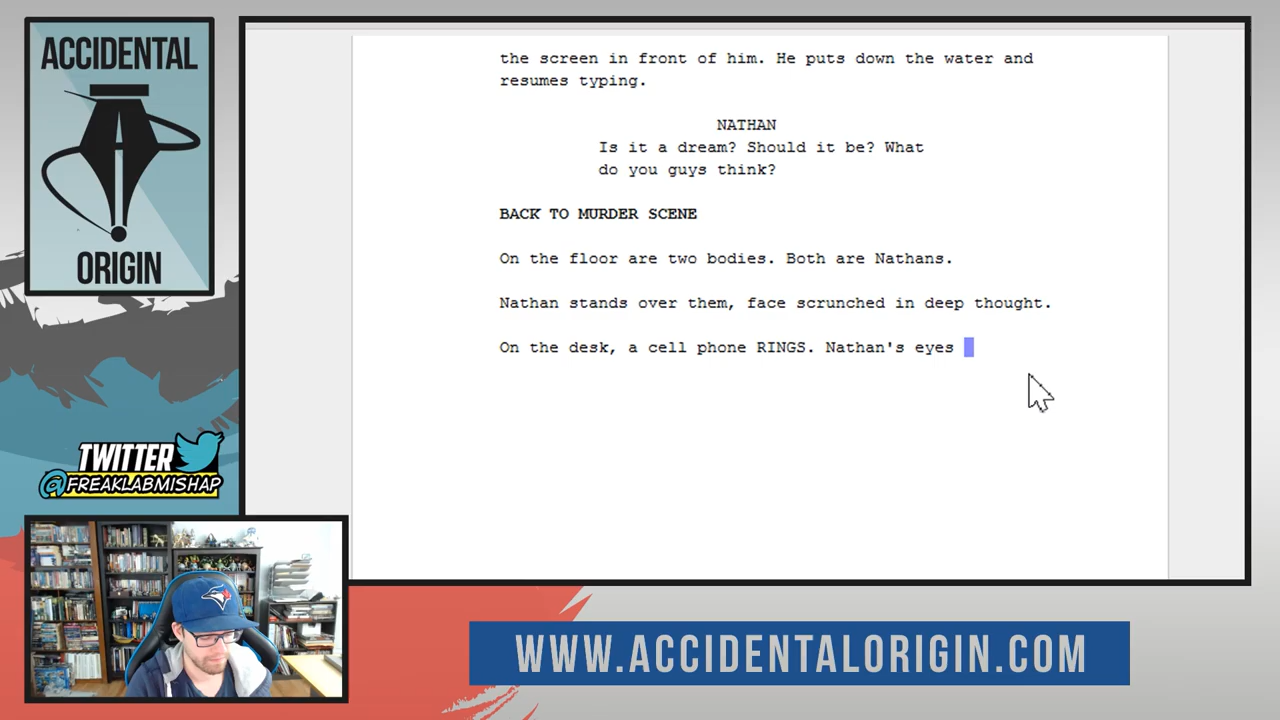 ACCIDENTAL
ORIGIN
the screen in front of him. He puts down the water and
resumes typing.
NATHAN
Is it a dream? Should it be? What
do you guys think?
BACK TO MURDER SCENE
On the floor are two bodies. Both are Nathans.
Nathan stands over them, face scrunched in deep thought.
On the desk, a cell phone RINGS. Nathan's eyes
TWITTER
@FREAKLABMISHAP
WWW.ACCIDENTALORIGIN.COM